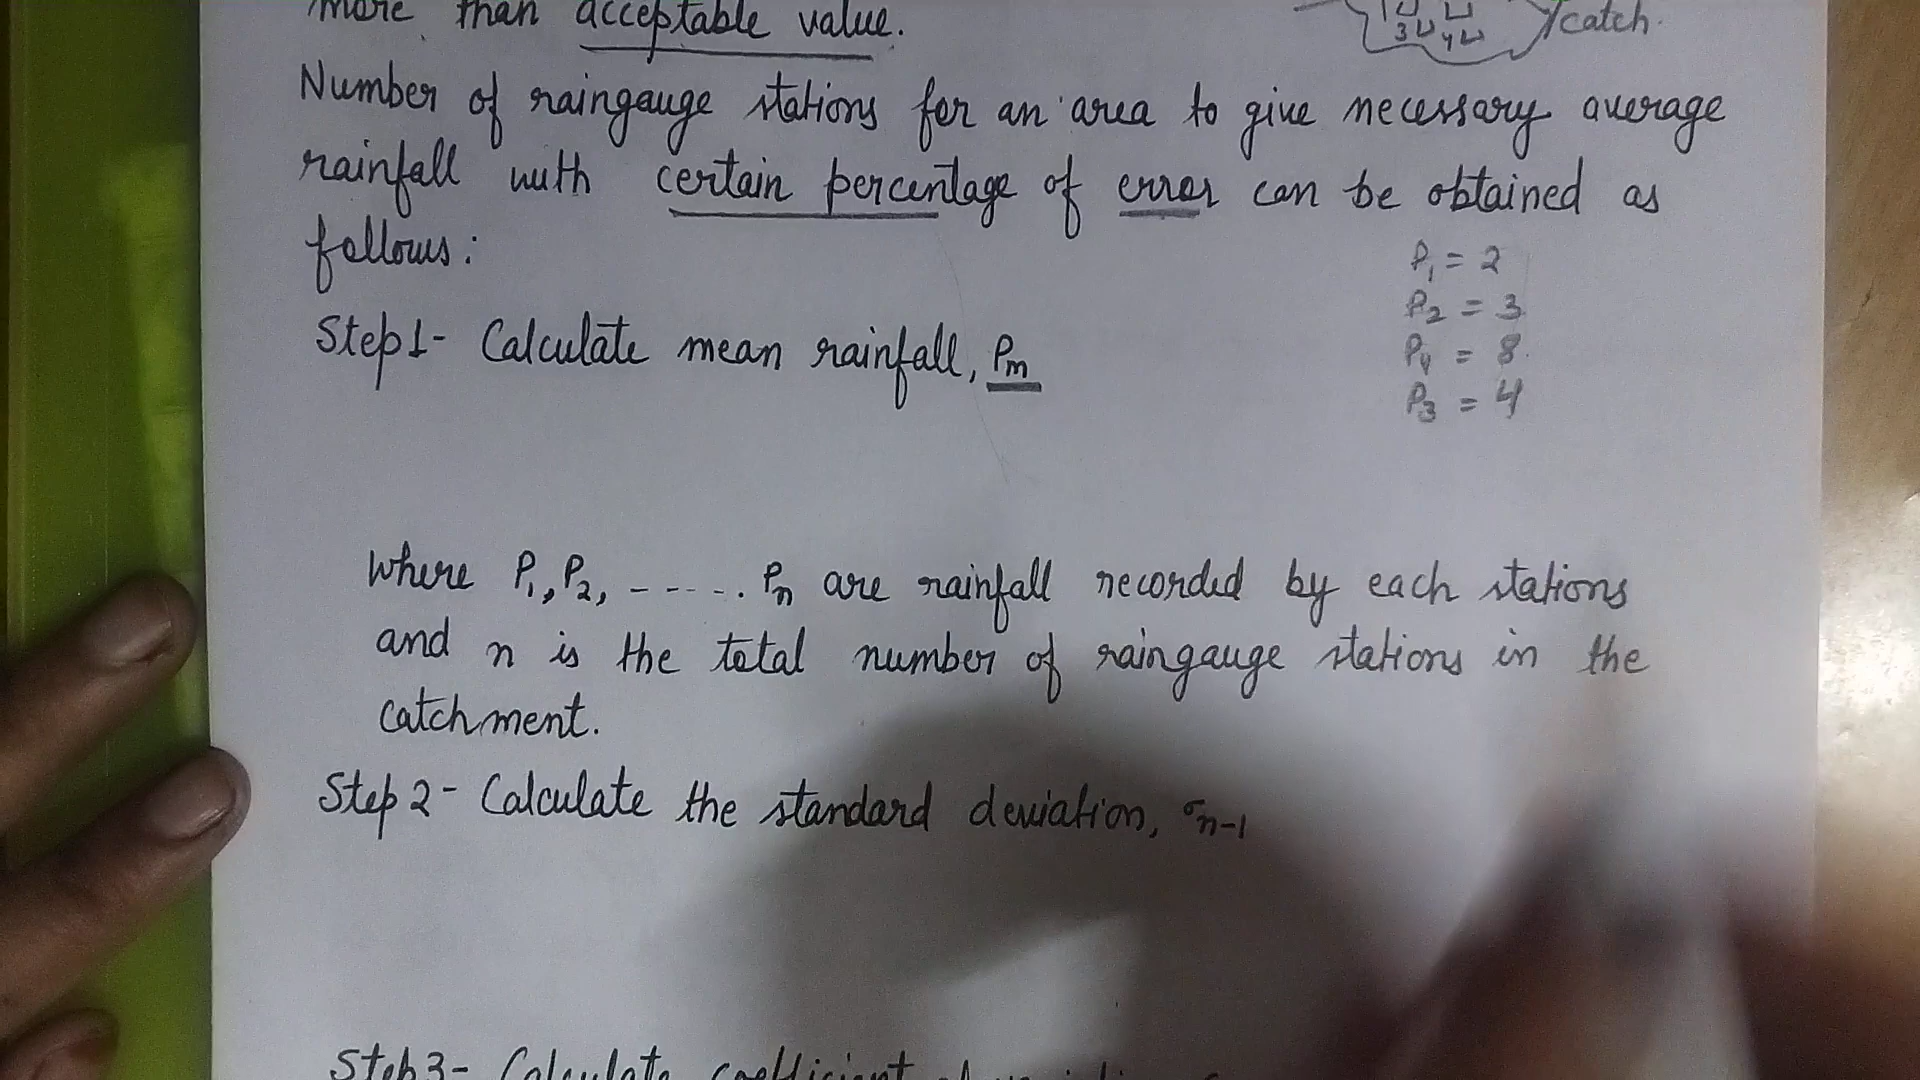 more than acceptable value.
3 4 catch.
Number of raingauge stations for an area to give necessary average
rainfall with certain percentage of error can be obtained as
follows:
P₁ = 2
P₂ = 3
P₄ = 8
P₃ = 4
Step 1- Calculate mean rainfall, Pm
Where P₁, P₂, ------. Pn are rainfall recorded by each stations
and n is the total number of raingauge stations in the
catchment.
Step 2- Calculate the standard deviation, σn-1
Step 3- Calculate coefficient of